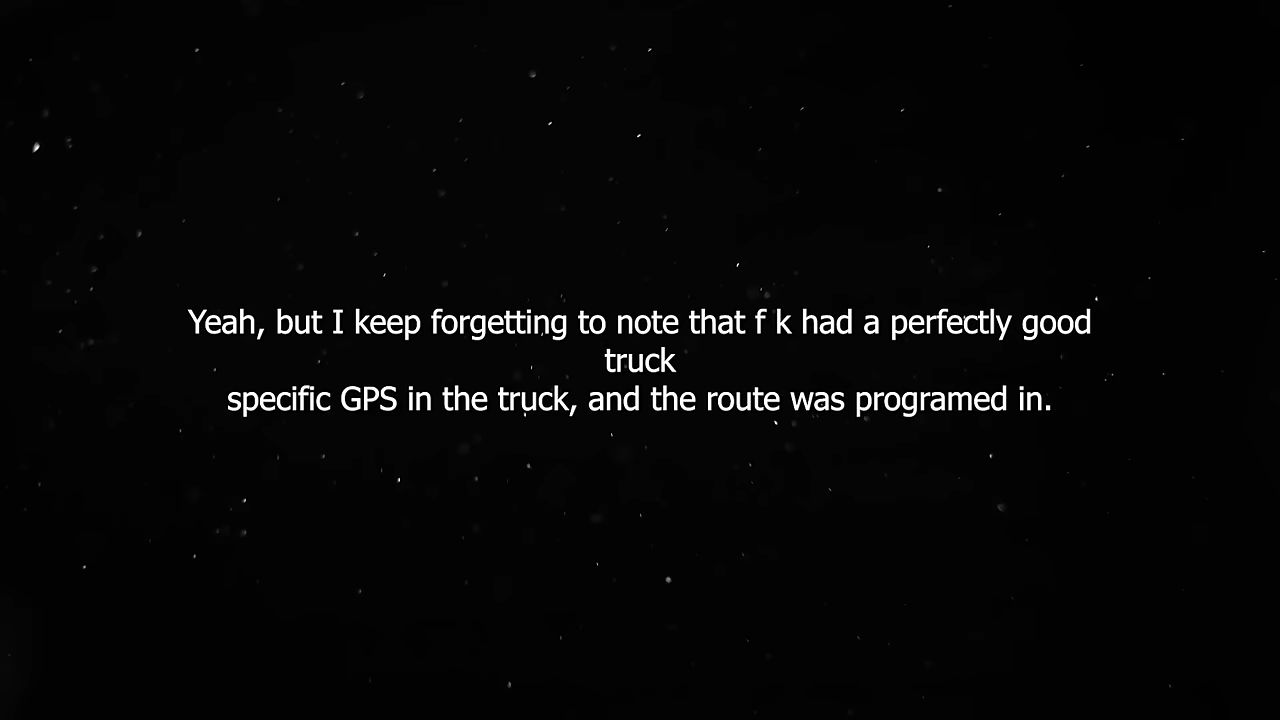 Yeah, but I keep forgetting to note that f k had a perfectly good
truck
specific GPS in the truck, and the route was programed in.